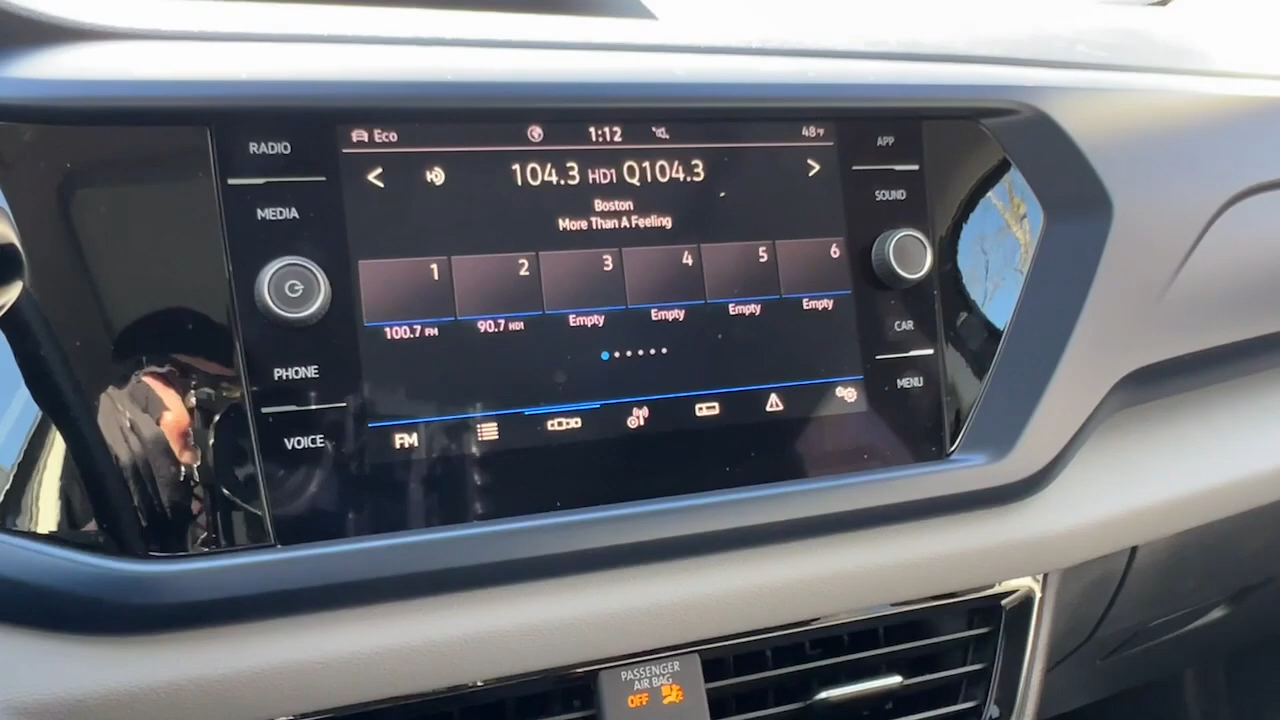 RADIO
MEDIA
PHONE
VOICE
Eco
1:12
48°F
104.3 HD1 Q104.3
Boston
More Than A Feeling
1 2 3 4 5 6
100.7 FM 90.7 HD1 Empty Empty Empty Empty
FM
APP
SOUND
CAR
MENU
PASSENGER
AIR BAG
OFF